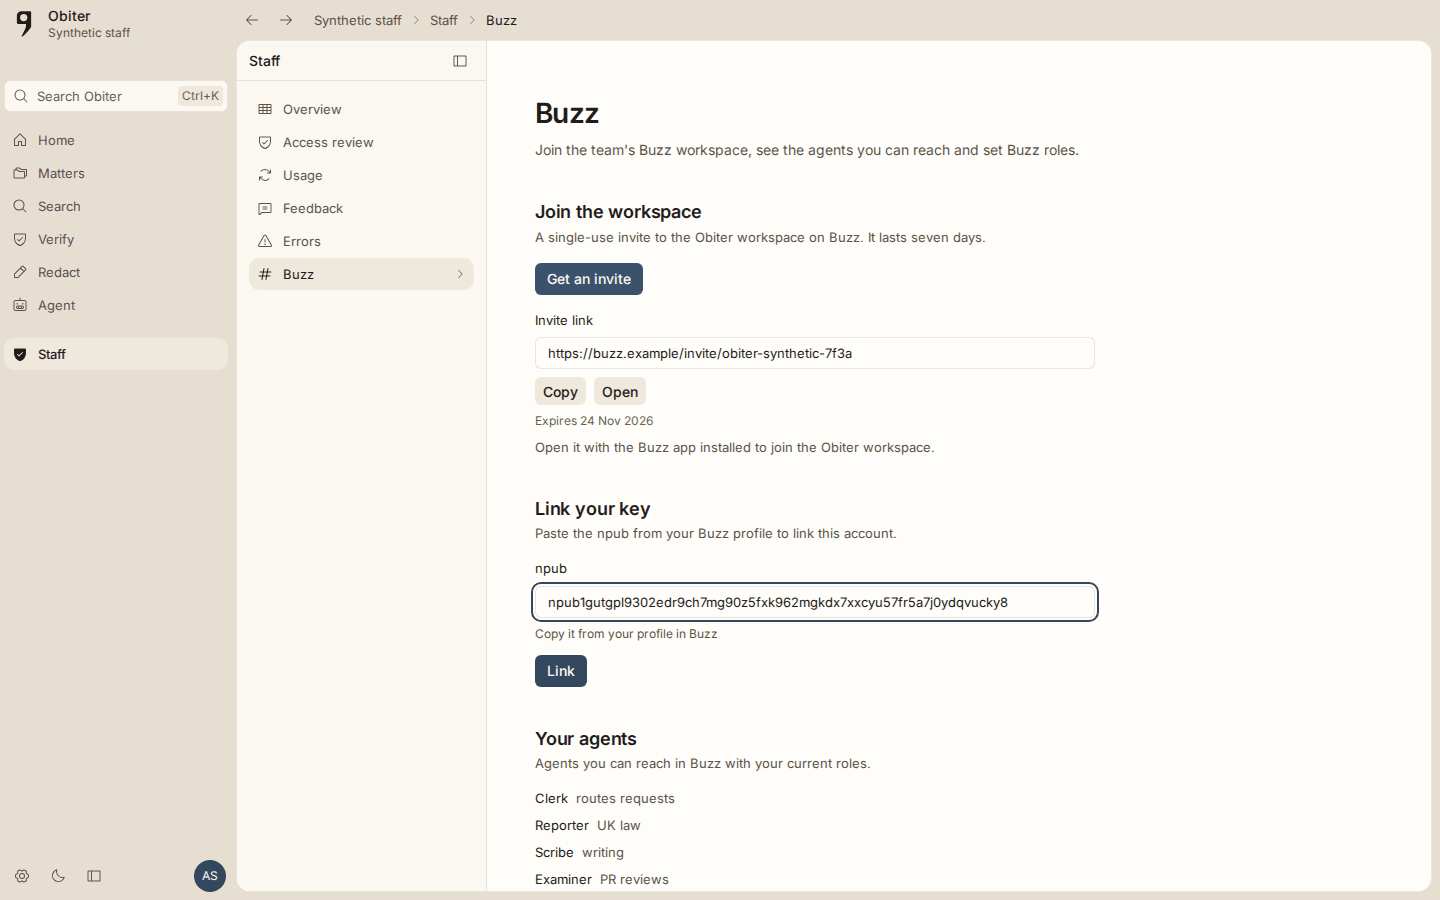 Obiter
Synthetic staff
Synthetic staff
Staff
Buzz
Search Obiter
Ctrl+K
Home
Matters
Search
Verify
Redact
Agent
Staff
AS
Staff
Overview
Access review
Usage
Feedback
Errors
Buzz
Buzz
Join the team's Buzz workspace, see the agents you can reach and set Buzz roles.
Join the workspace
A single-use invite to the Obiter workspace on Buzz. It lasts seven days.
Get an invite
Invite link
https://buzz.example/invite/obiter-synthetic-7f3a
Copy Open
Expires 24 Nov 2026
Open it with the Buzz app installed to join the Obiter workspace.
Link your key
Paste the npub from your Buzz profile to link this account.
npub
npub1gutgpl9302edr9ch7mg90z5fxk962mgkdx7xxcyu57fr5a7j0ydqvucky8
Copy it from your profile in Buzz
Link
Your agents
Agents you can reach in Buzz with your current roles.
Clerk routes requests
Reporter UK law
Scribe writing
Examiner PR reviews